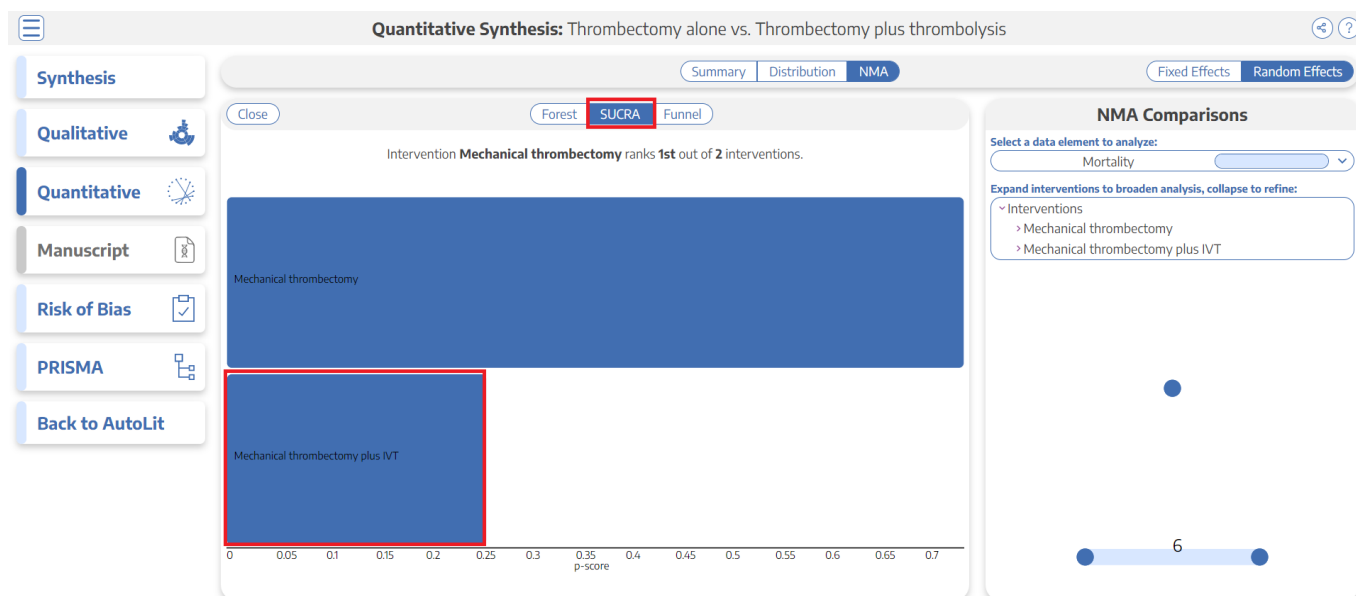 Quantitative Synthesis: Thrombectomy alone vs. Thrombectomy plus thrombolysis
?
Synthesis
Qualitative
Quantitative
Manuscript
Risk of Bias
PRISMA
Back to AutoLit
Summary Distribution NMA
Fixed Effects Random Effects
Close
Forest SUCRA Funnel
Intervention Mechanical thrombectomy ranks 1st out of 2 interventions.
Mechanical thrombectomy
Mechanical thrombectomy plus IVT
0 0.05 0.1 0.15 0.2 0.25 0.3 0.35 0.4 0.45 0.5 0.55 0.6 0.65 0.7
p-score
NMA Comparisons
Select a data element to analyze:
Mortality
Expand interventions to broaden analysis, collapse to refine:
Interventions
Mechanical thrombectomy
Mechanical thrombectomy plus IVT
6